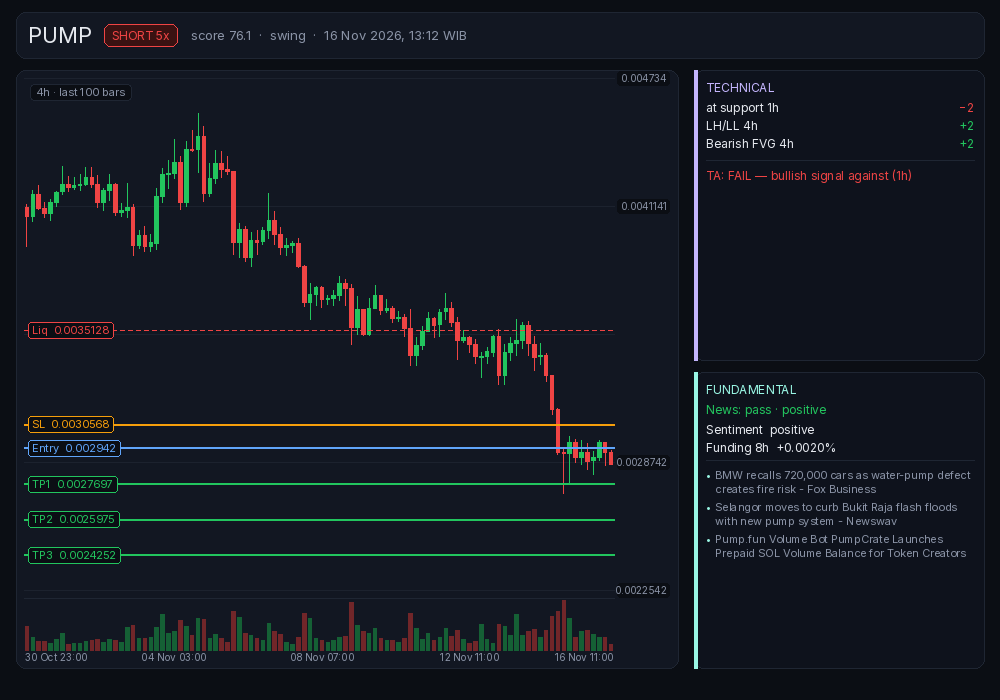 PUMP SHORT 5x score 76.1 · swing · 16 Nov 2026, 13:12 WIB
4h · last 100 bars
0.004734
0.0041141
Liq 0.0035128
SL 0.0030568
Entry 0.002942
0.0028742
TP1 0.0027697
TP2 0.0025975
TP3 0.0024252
0.0022542
30 Oct 23:00 04 Nov 03:00 08 Nov 07:00 12 Nov 11:00 16 Nov 11:00
TECHNICAL
at support 1h −2
LH/LL 4h +2
Bearish FVG 4h +2
TA: FAIL — bullish signal against (1h)
FUNDAMENTAL
News: pass · positive
Sentiment positive
Funding 8h +0.0020%
• BMW recalls 720,000 cars as water-pump defect
creates fire risk - Fox Business
• Selangor moves to curb Bukit Raja flash floods
with new pump system - Newswav
• Pump.fun Volume Bot PumpCrate Launches
Prepaid SOL Volume Balance for Token Creators